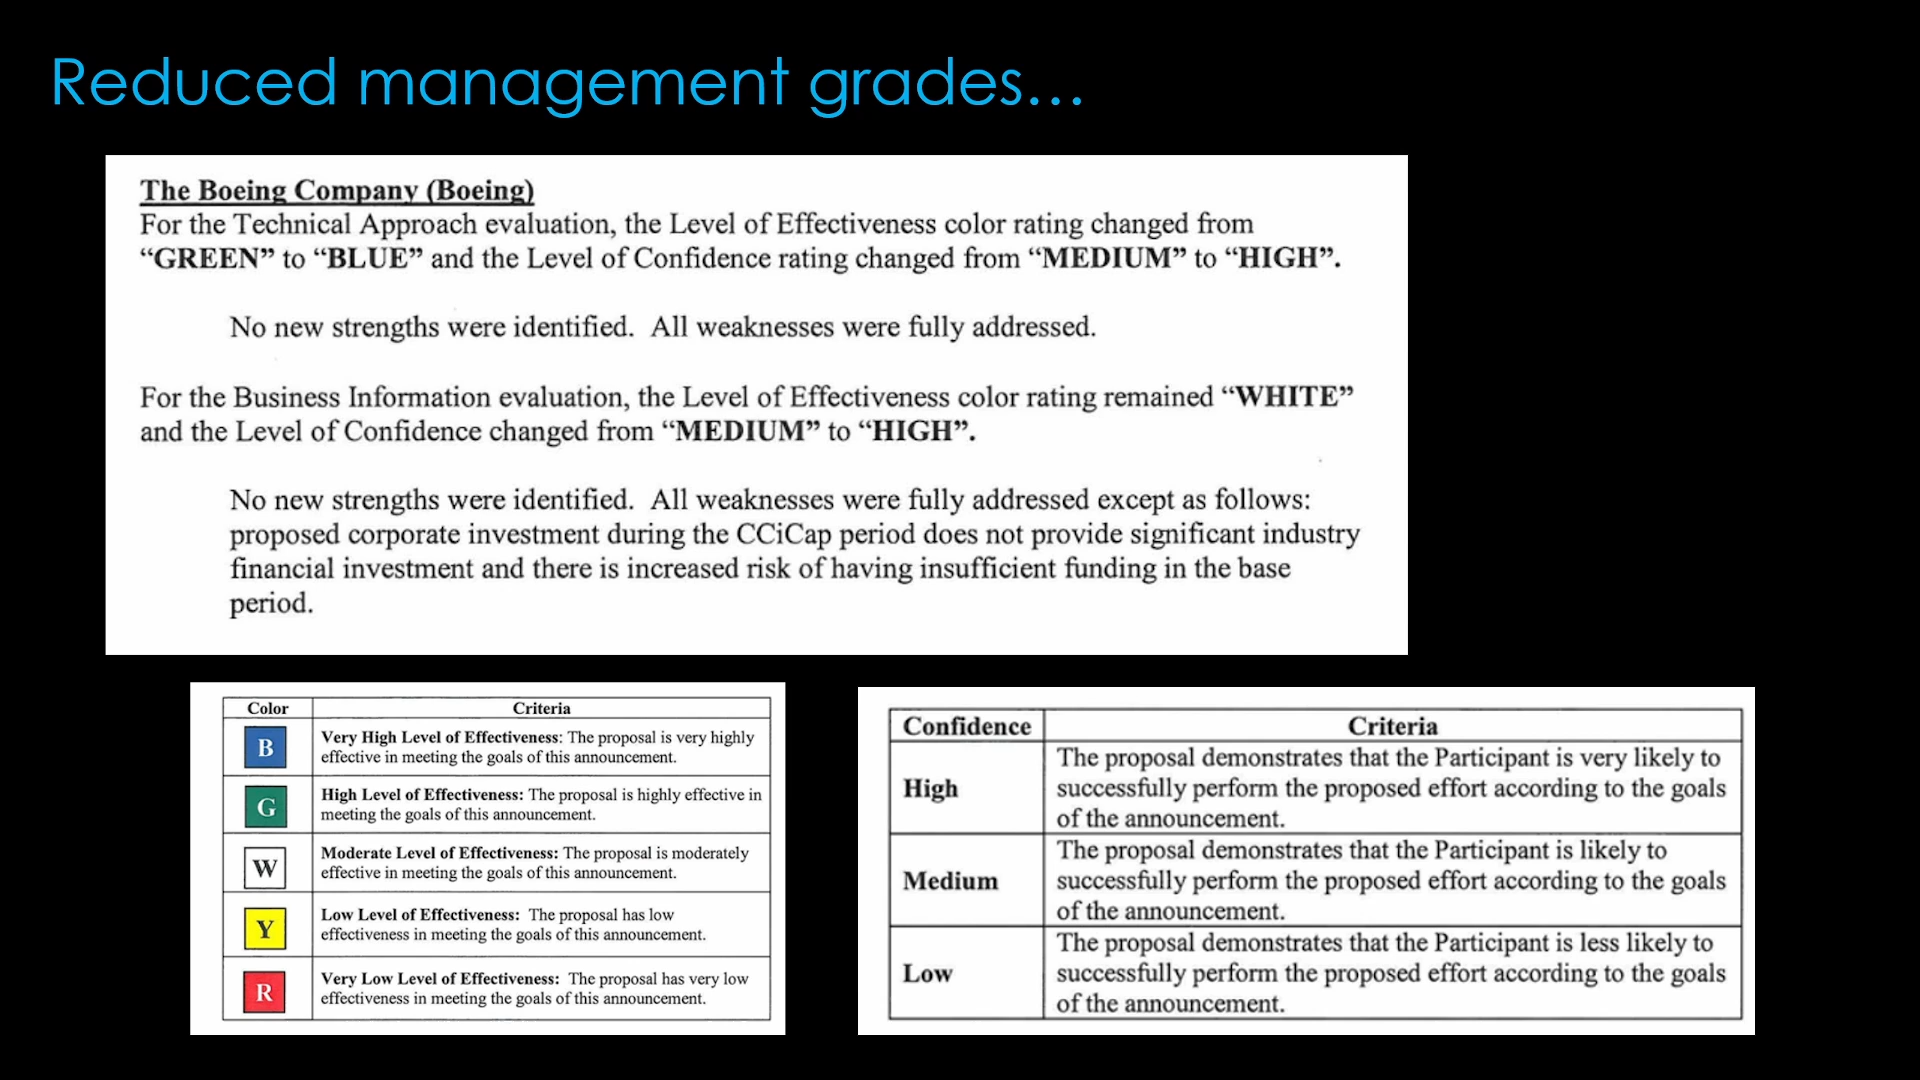 Reduced management grades…
The Boeing Company (Boeing)
For the Technical Approach evaluation, the Level of Effectiveness color rating changed from
“GREEN” to “BLUE” and the Level of Confidence rating changed from “MEDIUM” to “HIGH”.
No new strengths were identified.  All weaknesses were fully addressed.
For the Business Information evaluation, the Level of Effectiveness color rating remained “WHITE”
and the Level of Confidence changed from “MEDIUM” to “HIGH”.
No new strengths were identified.  All weaknesses were fully addressed except as follows:
proposed corporate investment during the CCiCap period does not provide significant industry
financial investment and there is increased risk of having insufficient funding in the base
period.
Color Criteria
B Very High Level of Effectiveness: The proposal is very highly
effective in meeting the goals of this announcement.
G High Level of Effectiveness: The proposal is highly effective in
meeting the goals of this announcement.
W Moderate Level of Effectiveness: The proposal is moderately
effective in meeting the goals of this announcement.
Y Low Level of Effectiveness:  The proposal has low
effectiveness in meeting the goals of this announcement.
R Very Low Level of Effectiveness:  The proposal has very low
effectiveness in meeting the goals of this announcement.
Confidence Criteria
High The proposal demonstrates that the Participant is very likely to
successfully perform the proposed effort according to the goals
of the announcement.
Medium The proposal demonstrates that the Participant is likely to
successfully perform the proposed effort according to the goals
of the announcement.
Low The proposal demonstrates that the Participant is less likely to
successfully perform the proposed effort according to the goals
of the announcement.